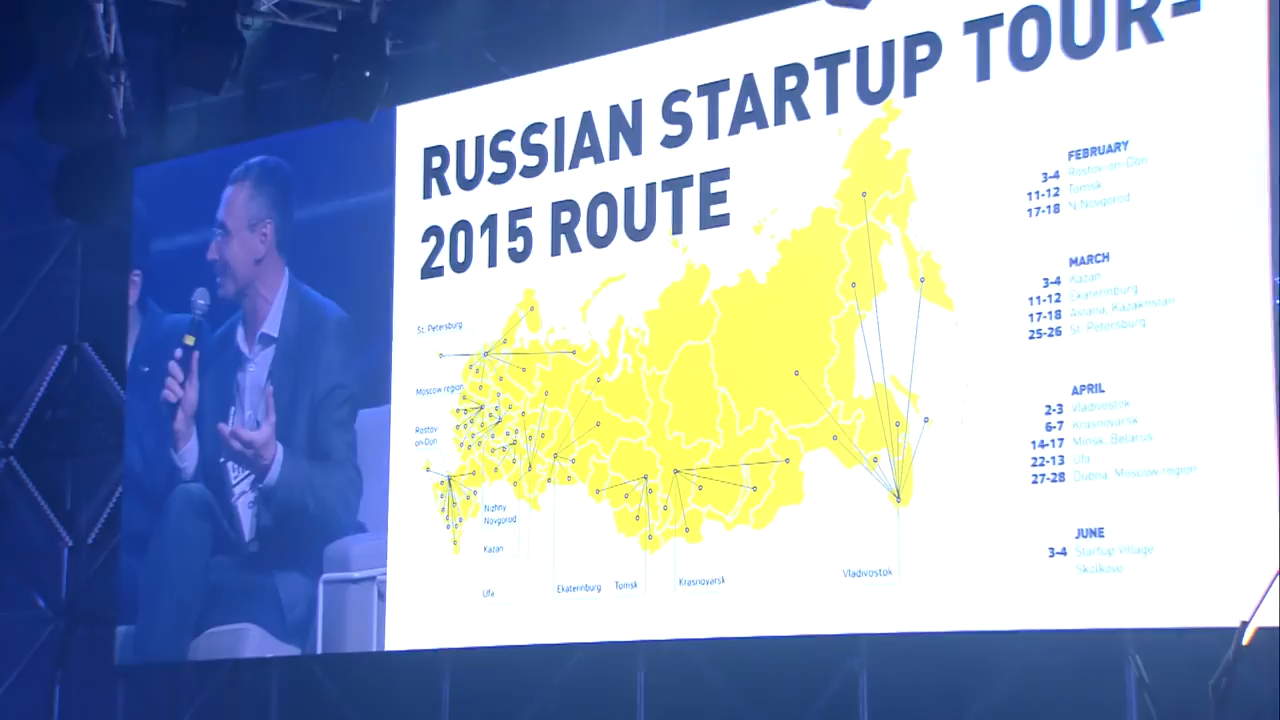 RUSSIAN STARTUP TOUR-
2015 ROUTE
St. Petersburg
Moscow region
Rostov
on-Don
Nizhny
Novgorod
Kazan
Ufa
Ekaterinburg
Tomsk
Krasnoyarsk
Vladivostok
FEBRUARY
3-4 Rostov-on-Don
11-12 Tomsk
17-18 N.Novgorod
MARCH
3-4 Kazan
11-12 Ekaterinburg
17-18 Astana, Kazakhstan
25-26 St. Petersburg
APRIL
2-3 Vladivostok
6-7 Krasnoyarsk
14-17 Minsk, Belarus
22-13 Ufa
27-28 Dubna, Moscow region
JUNE
3-4 Startup Village
Skolkovo